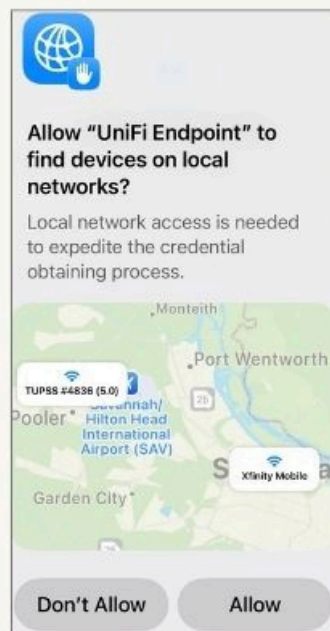 Allow “UniFi Endpoint” to
find devices on local
networks?
Local network access is needed
to expedite the credential
obtaining process.
Monteith
Port Wentworth
TUPSS #4836 (5.0)
Pooler
Savannah/
Hilton Head
International
Airport (SAV)
Xfinity Mobile
Garden City
Don't Allow
Allow